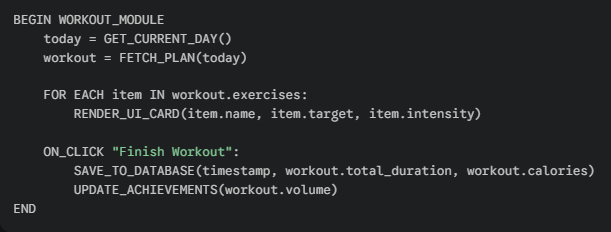 BEGIN WORKOUT_MODULE
    today = GET_CURRENT_DAY()
    workout = FETCH_PLAN(today)

    FOR EACH item IN workout.exercises:
        RENDER_UI_CARD(item.name, item.target, item.intensity)

    ON_CLICK "Finish Workout":
        SAVE_TO_DATABASE(timestamp, workout.total_duration, workout.calories)
        UPDATE_ACHIEVEMENTS(workout.volume)
END